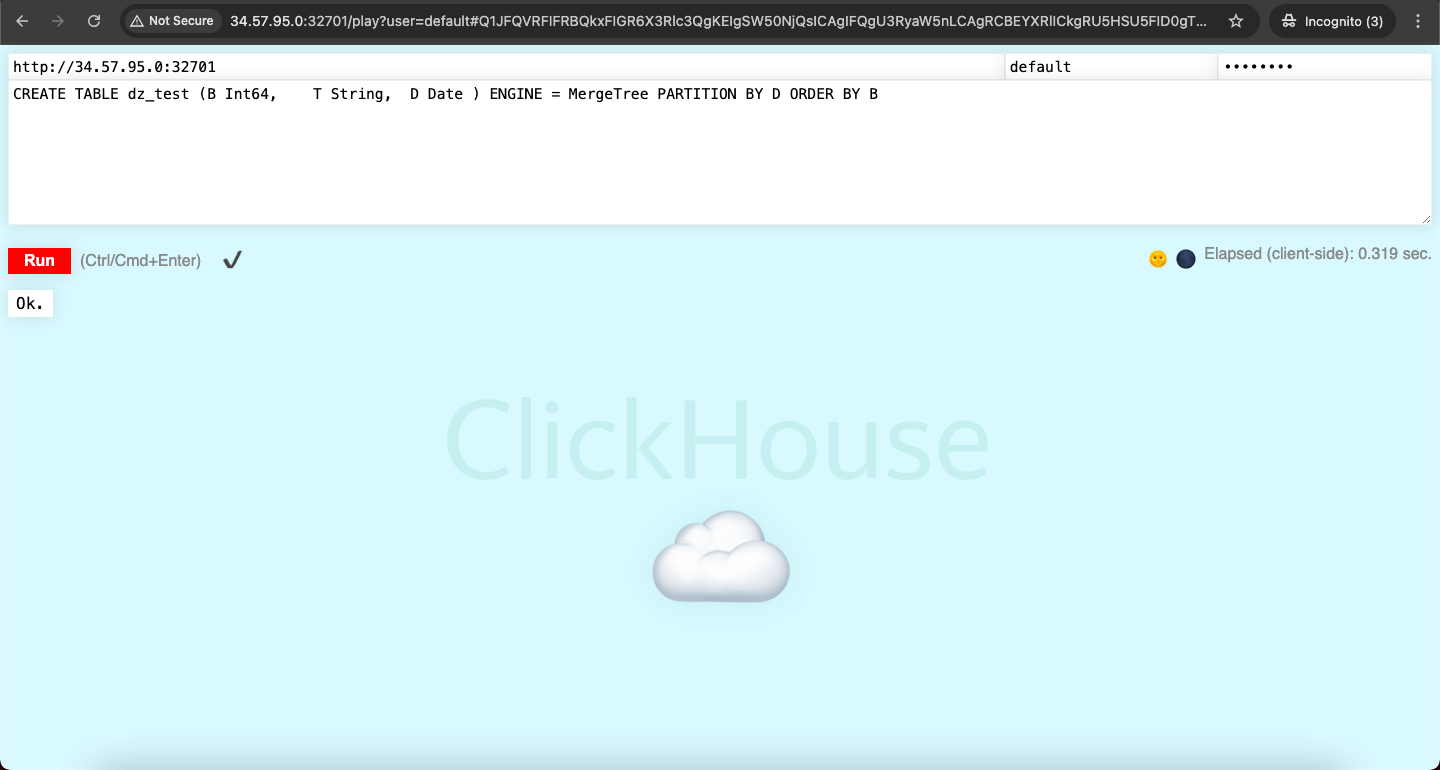 Not Secure 34.57.95.0:32701/play?user=default#Q1JFQVRFIFRBQkxFIGR6X3Rlc3QgKEIgSW50NjQsICAgIFQgU3RyaW5nLCAgRCBEYXRlICkgRU5HSU5FID0gT... Incognito (3)
http://34.57.95.0:32701 default ••••••••
CREATE TABLE dz_test (B Int64,    T String,  D Date ) ENGINE = MergeTree PARTITION BY D ORDER BY B
Run (Ctrl/Cmd+Enter) ✔ Elapsed (client-side): 0.319 sec.
Ok.
ClickHouse